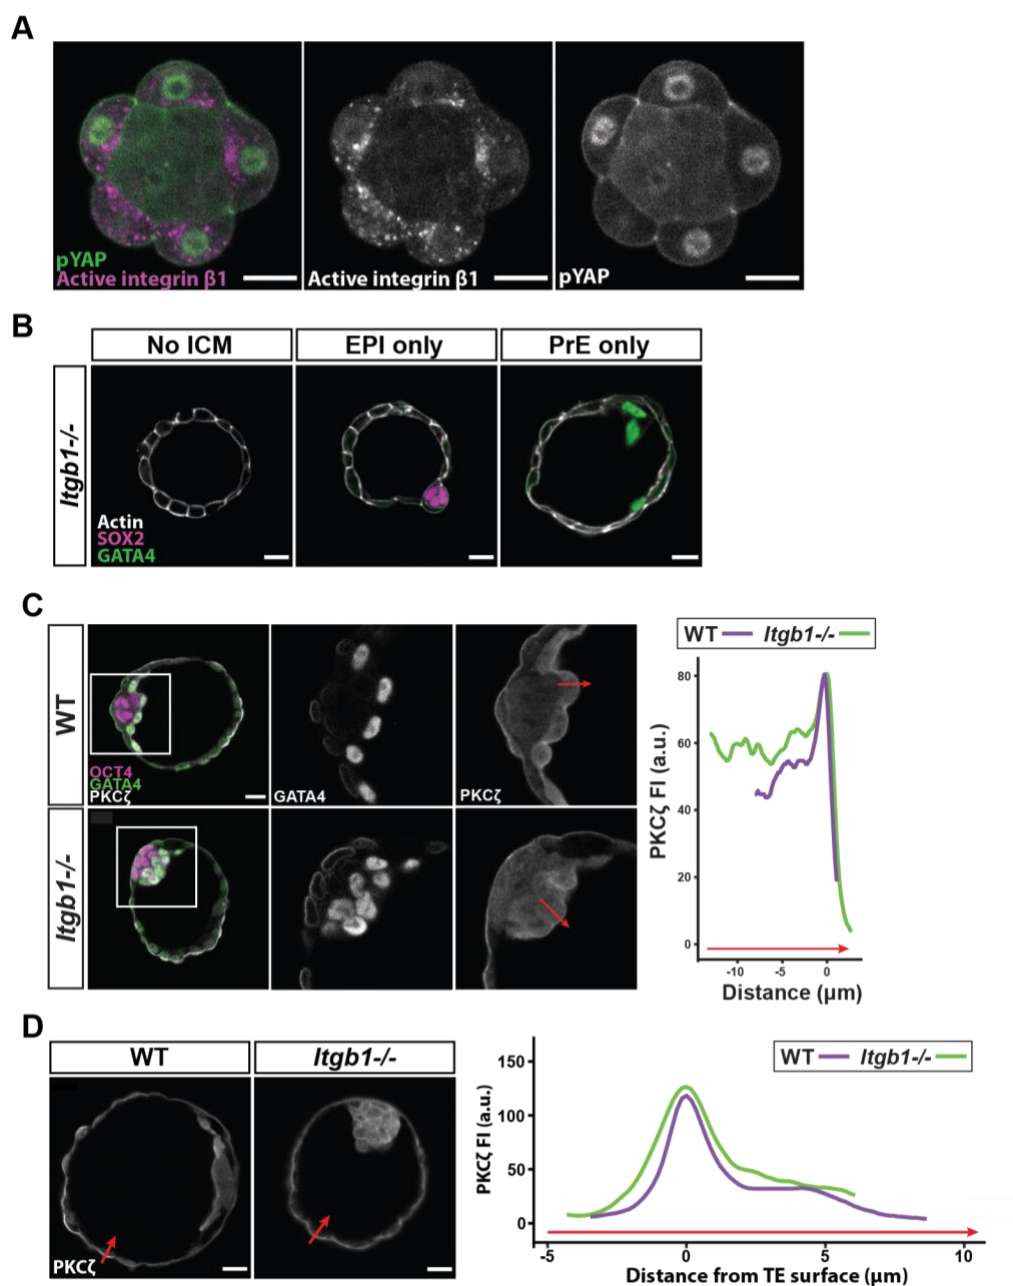 A
pYAP
Active integrin β1
Active integrin β1
pYAP
B
No ICM
EPI only
PrE only
Itgb1-/-
Actin
SOX2
GATA4
C
WT
OCT4
GATA4
PKCζ
GATA4
PKCζ
Itgb1-/-
WT
Itgb1-/-
PKCζ FI (a.u.)
80
60
40
20
0
-10
-5
0
Distance (μm)
D
WT
Itgb1-/-
PKCζ
WT
Itgb1-/-
PKCζ FI (a.u.)
150
100
50
0
-5
0
5
10
Distance from TE surface (μm)